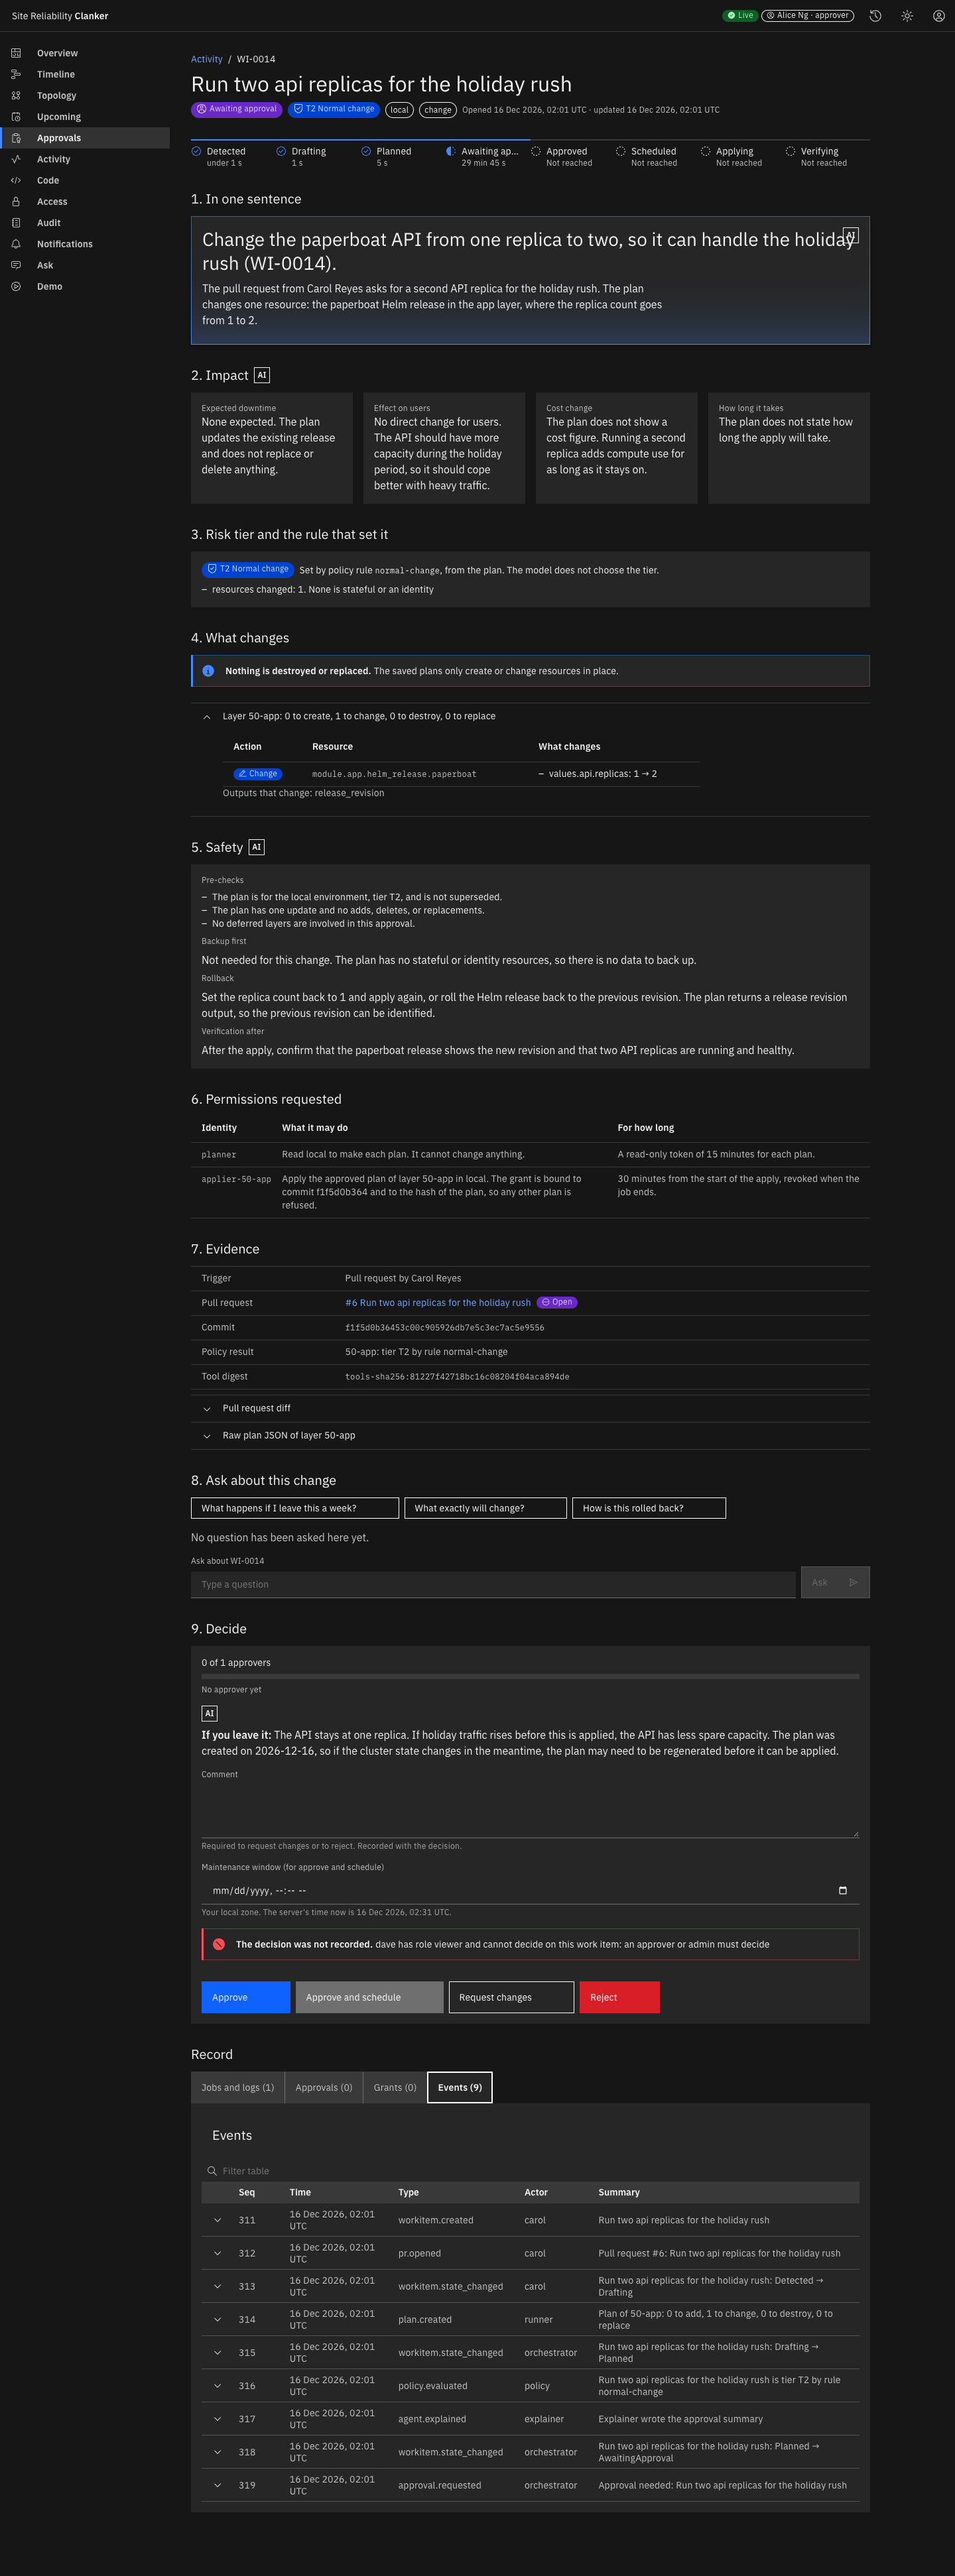 Site Reliability Clanker
Live
Alice Ng · approver
Overview
Timeline
Topology
Upcoming
Approvals
Activity
Code
Access
Audit
Notifications
Ask
Demo
Activity / WI-0014
Run two api replicas for the holiday rush
Awaiting approval
T2 Normal change
local
change
Opened 16 Dec 2026, 02:01 UTC · updated 16 Dec 2026, 02:01 UTC
Detected
under 1 s
Drafting
1 s
Planned
5 s
Awaiting ap...
29 min 45 s
Approved
Not reached
Scheduled
Not reached
Applying
Not reached
Verifying
Not reached
1. In one sentence
AI
Change the paperboat API from one replica to two, so it can handle the holiday
rush (WI-0014).
The pull request from Carol Reyes asks for a second API replica for the holiday rush. The plan
changes one resource: the paperboat Helm release in the app layer, where the replica count goes
from 1 to 2.
2. Impact AI
Expected downtime
None expected. The plan
updates the existing release
and does not replace or
delete anything.
Effect on users
No direct change for users.
The API should have more
capacity during the holiday
period, so it should cope
better with heavy traffic.
Cost change
The plan does not show a
cost figure. Running a second
replica adds compute use for
as long as it stays on.
How long it takes
The plan does not state how
long the apply will take.
3. Risk tier and the rule that set it
T2 Normal change Set by policy rule normal-change, from the plan. The model does not choose the tier.
– resources changed: 1. None is stateful or an identity
4. What changes
Nothing is destroyed or replaced. The saved plans only create or change resources in place.
Layer 50-app: 0 to create, 1 to change, 0 to destroy, 0 to replace
Action Resource What changes
Change module.app.helm_release.paperboat – values.api.replicas: 1 → 2
Outputs that change: release_revision
5. Safety AI
Pre-checks
– The plan is for the local environment, tier T2, and is not superseded.
– The plan has one update and no adds, deletes, or replacements.
– No deferred layers are involved in this approval.
Backup first
Not needed for this change. The plan has no stateful or identity resources, so there is no data to back up.
Rollback
Set the replica count back to 1 and apply again, or roll the Helm release back to the previous revision. The plan returns a release revision
output, so the previous revision can be identified.
Verification after
After the apply, confirm that the paperboat release shows the new revision and that two API replicas are running and healthy.
6. Permissions requested
Identity What it may do For how long
planner Read local to make each plan. It cannot change anything. A read-only token of 15 minutes for each plan.
applier-50-app Apply the approved plan of layer 50-app in local. The grant is bound to
commit f1f5d0b364 and to the hash of the plan, so any other plan is
refused.
30 minutes from the start of the apply, revoked when the
job ends.
7. Evidence
Trigger Pull request by Carol Reyes
Pull request #6 Run two api replicas for the holiday rush Open
Commit f1f5d0b36453c00c905926db7e5c3ec7ac5e9556
Policy result 50-app: tier T2 by rule normal-change
Tool digest tools-sha256:81227f42718bc16c08204f04aca894de
Pull request diff
Raw plan JSON of layer 50-app
8. Ask about this change
What happens if I leave this a week?
What exactly will change?
How is this rolled back?
No question has been asked here yet.
Ask about WI-0014
Type a question
Ask
9. Decide
0 of 1 approvers
No approver yet
AI
If you leave it: The API stays at one replica. If holiday traffic rises before this is applied, the API has less spare capacity. The plan was
created on 2026-12-16, so if the cluster state changes in the meantime, the plan may need to be regenerated before it can be applied.
Comment
Required to request changes or to reject. Recorded with the decision.
Maintenance window (for approve and schedule)
mm/dd/yyyy, --:-- --
Your local zone. The server's time now is 16 Dec 2026, 02:31 UTC.
The decision was not recorded. dave has role viewer and cannot decide on this work item: an approver or admin must decide
Approve
Approve and schedule
Request changes
Reject
Record
Jobs and logs (1)
Approvals (0)
Grants (0)
Events (9)
Events
Filter table
Seq Time Type Actor Summary
311 16 Dec 2026, 02:01 UTC workitem.created carol Run two api replicas for the holiday rush
312 16 Dec 2026, 02:01 UTC pr.opened carol Pull request #6: Run two api replicas for the holiday rush
313 16 Dec 2026, 02:01 UTC workitem.state_changed carol Run two api replicas for the holiday rush: Detected → Drafting
314 16 Dec 2026, 02:01 UTC plan.created runner Plan of 50-app: 0 to add, 1 to change, 0 to destroy, 0 to replace
315 16 Dec 2026, 02:01 UTC workitem.state_changed orchestrator Run two api replicas for the holiday rush: Drafting → Planned
316 16 Dec 2026, 02:01 UTC policy.evaluated policy Run two api replicas for the holiday rush is tier T2 by rule normal-change
317 16 Dec 2026, 02:01 UTC agent.explained explainer Explainer wrote the approval summary
318 16 Dec 2026, 02:01 UTC workitem.state_changed orchestrator Run two api replicas for the holiday rush: Planned → AwaitingApproval
319 16 Dec 2026, 02:01 UTC approval.requested orchestrator Approval needed: Run two api replicas for the holiday rush